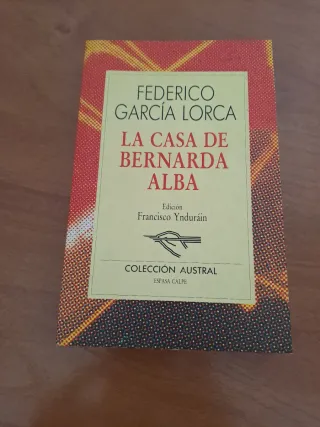 FEDERICO
GARCÍA LORCA
LA CASA DE
BERNARDA
ALBA
Edición
Francisco Ynduráin
COLECCIÓN AUSTRAL
ESPASA CALPE